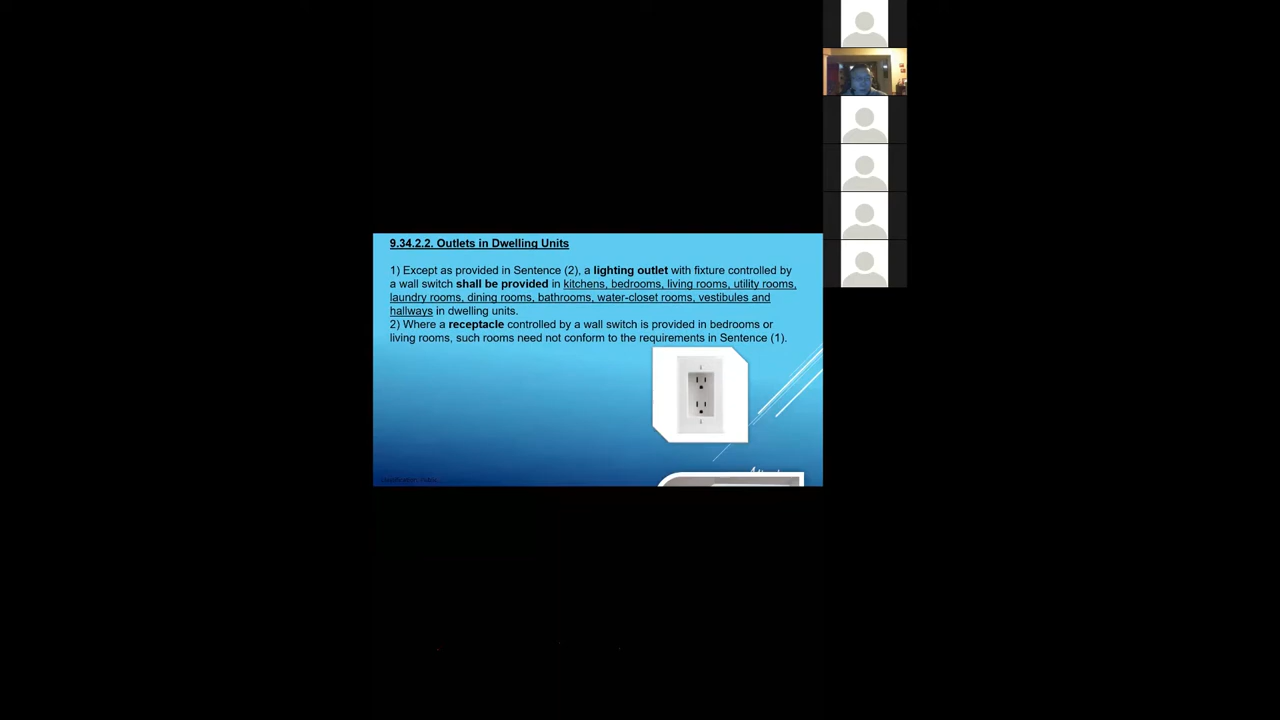 9.34.2.2. Outlets in Dwelling Units
1) Except as provided in Sentence (2), a lighting outlet with fixture controlled by
a wall switch shall be provided in kitchens, bedrooms, living rooms, utility rooms,
laundry rooms, dining rooms, bathrooms, water-closet rooms, vestibules and
hallways in dwelling units.
2) Where a receptacle controlled by a wall switch is provided in bedrooms or
living rooms, such rooms need not conform to the requirements in Sentence (1).